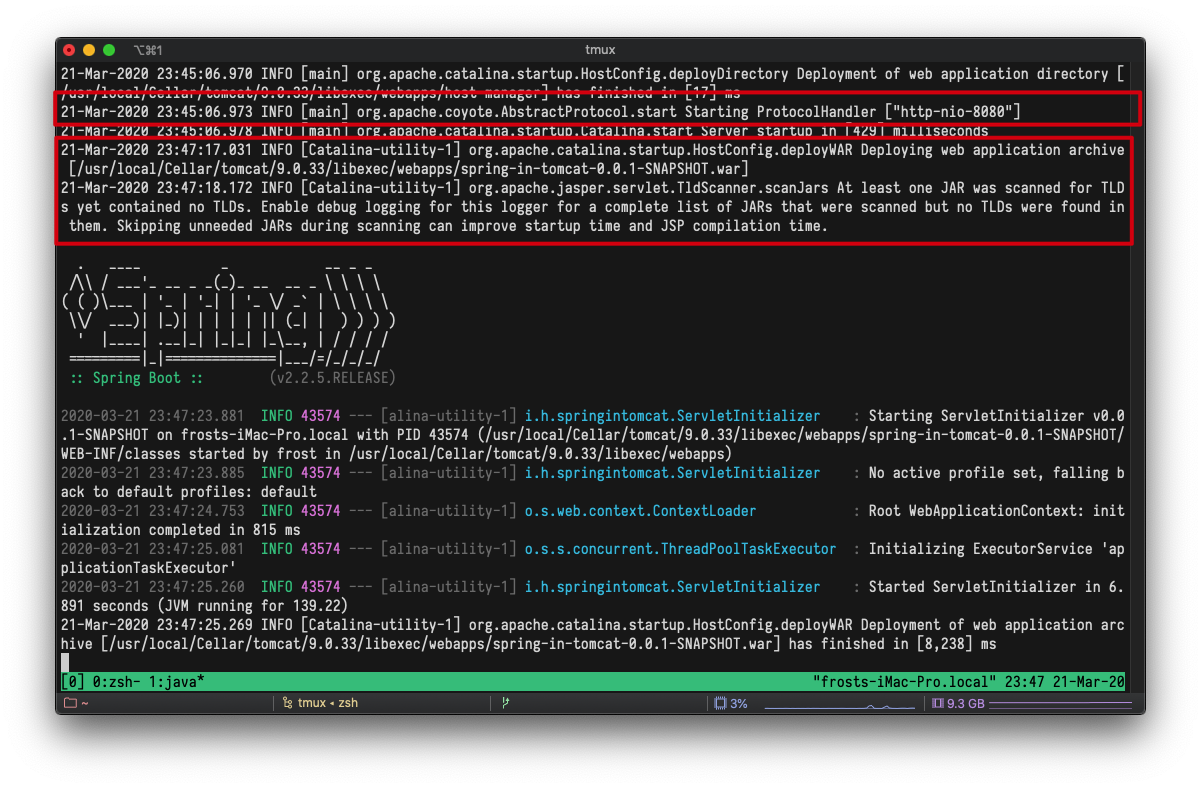 ⌥⌘1
tmux
21-Mar-2020 23:45:06.970 INFO [main] org.apache.catalina.startup.HostConfig.deployDirectory Deployment of web application directory [
/usr/local/Cellar/tomcat/9.0.33/libexec/webapps/host-manager] has finished in [17] ms
21-Mar-2020 23:45:06.973 INFO [main] org.apache.coyote.AbstractProtocol.start Starting ProtocolHandler ["http-nio-8080"]
21-Mar-2020 23:45:06.978 INFO [main] org.apache.catalina.startup.Catalina.start Server startup in [429] milliseconds
21-Mar-2020 23:47:17.031 INFO [Catalina-utility-1] org.apache.catalina.startup.HostConfig.deployWAR Deploying web application archive
[/usr/local/Cellar/tomcat/9.0.33/libexec/webapps/spring-in-tomcat-0.0.1-SNAPSHOT.war]
21-Mar-2020 23:47:18.172 INFO [Catalina-utility-1] org.apache.jasper.servlet.TldScanner.scanJars At least one JAR was scanned for TLD
s yet contained no TLDs. Enable debug logging for this logger for a complete list of JARs that were scanned but no TLDs were found in
them. Skipping unneeded JARs during scanning can improve startup time and JSP compilation time.
Spring
:: Spring Boot :: (v2.2.5.RELEASE)
2020-03-21 23:47:23.881 INFO 43574 --- [alina-utility-1] i.h.springintomcat.ServletInitializer : Starting ServletInitializer v0.0
.1-SNAPSHOT on frosts-iMac-Pro.local with PID 43574 (/usr/local/Cellar/tomcat/9.0.33/libexec/webapps/spring-in-tomcat-0.0.1-SNAPSHOT/
WEB-INF/classes started by frost in /usr/local/Cellar/tomcat/9.0.33/libexec/webapps)
2020-03-21 23:47:23.885 INFO 43574 --- [alina-utility-1] i.h.springintomcat.ServletInitializer : No active profile set, falling b
ack to default profiles: default
2020-03-21 23:47:24.753 INFO 43574 --- [alina-utility-1] o.s.web.context.ContextLoader : Root WebApplicationContext: init
ialization completed in 815 ms
2020-03-21 23:47:25.081 INFO 43574 --- [alina-utility-1] o.s.s.concurrent.ThreadPoolTaskExecutor : Initializing ExecutorService 'ap
plicationTaskExecutor'
2020-03-21 23:47:25.260 INFO 43574 --- [alina-utility-1] i.h.springintomcat.ServletInitializer : Started ServletInitializer in 6.
891 seconds (JVM running for 139.22)
21-Mar-2020 23:47:25.269 INFO [Catalina-utility-1] org.apache.catalina.startup.HostConfig.deployWAR Deployment of web application arc
hive [/usr/local/Cellar/tomcat/9.0.33/libexec/webapps/spring-in-tomcat-0.0.1-SNAPSHOT.war] has finished in [8,238] ms
[0] 0:zsh- 1:java* "frosts-iMac-Pro.local" 23:47 21-Mar-20
~ tmux ◂ zsh 3% 9.3 GB